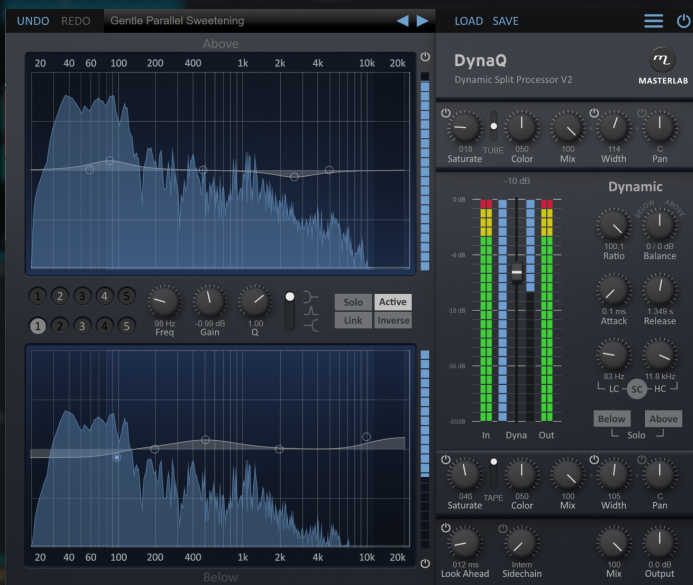 UNDO REDO Gentle Parallel Sweetening LOAD SAVE
Above
20 40 60 100 200 400 1k 2k 4k 10k 20k
DynaQ
Dynamic Split Processor V2
MASTERLAB
018 TUBE 050 100 114 C
Saturate Color Mix Width Pan
-10 dB
Dynamic
0 dB
-6 dB
-18 dB
36 dB
-60dB
In Dyna Out
BELOW ABOVE
100:1 0 / 0 dB
Ratio Balance
0.1 ms 1.349 s
Attack Release
83 Hz 11.8 kHz
LC SC HC
Below Above
Solo
1 2 3 4 5
1 2 3 4 5
98 Hz -0.99 dB 1.00
Freq Gain Q
Solo Active
Link Inverse
046 TAPE 050 100 105 C
Saturate Color Mix Width Pan
20 40 60 100 200 400 1k 2k 4k 10k 20k
Below
012 ms Intern 100 0.0 dB
Look Ahead Sidechain Mix Output